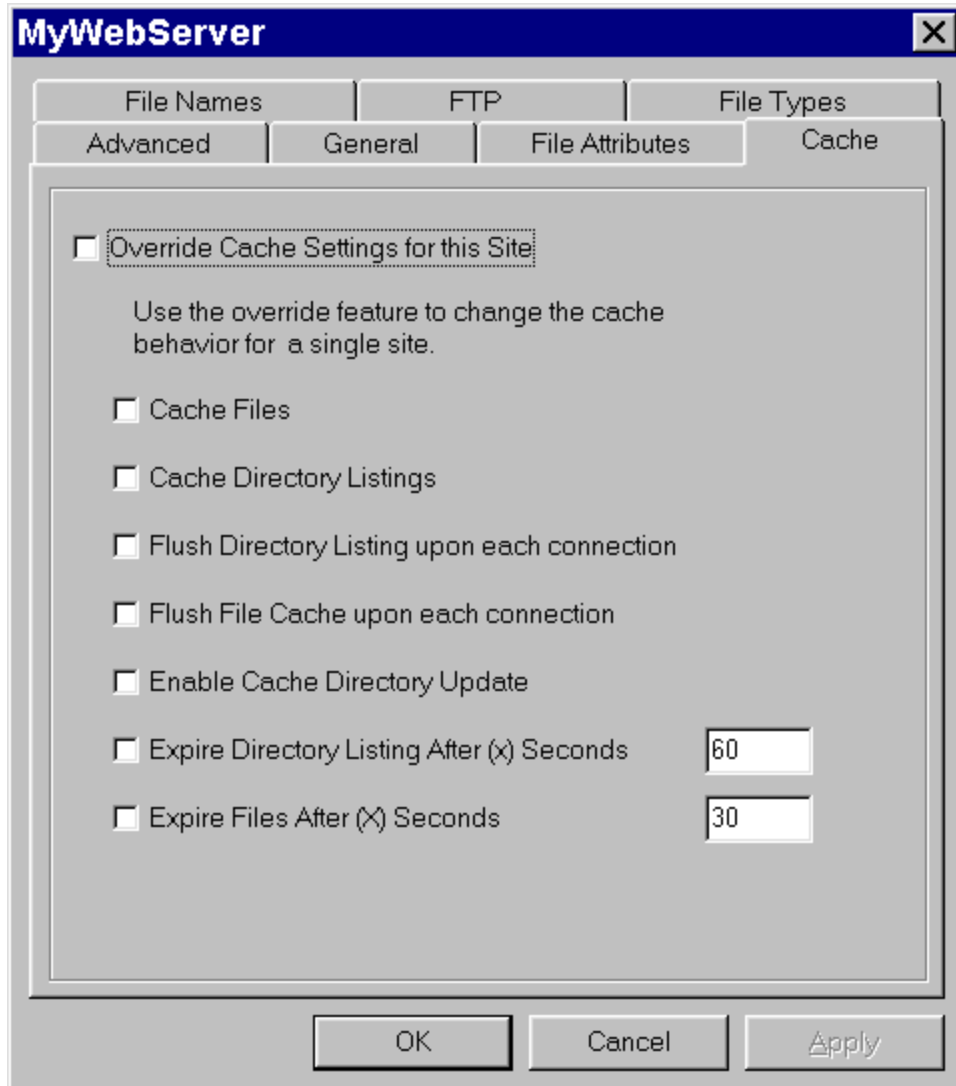 MyWebServer
File Names FTP File Types
Advanced General File Attributes Cache
Override Cache Settings for this Site
Use the override feature to change the cache
behavior for a single site.
Cache Files
Cache Directory Listings
Flush Directory Listing upon each connection
Flush File Cache upon each connection
Enable Cache Directory Update
Expire Directory Listing After (x) Seconds 60
Expire Files After (X) Seconds 30
OK Cancel Apply